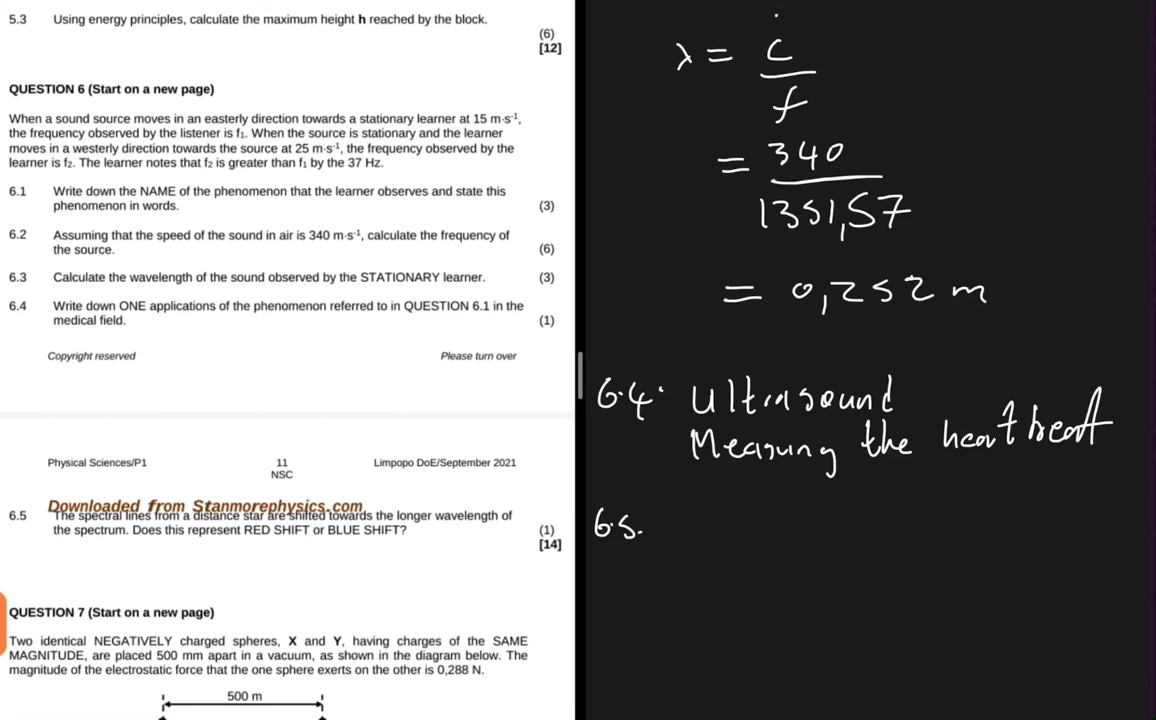 5.3 Using energy principles, calculate the maximum height h reached by the block.
(6)
[12]
QUESTION 6 (Start on a new page)
When a sound source moves in an easterly direction towards a stationary learner at 15 m·s⁻¹,
the frequency observed by the listener is f₁. When the source is stationary and the learner
moves in a westerly direction towards the source at 25 m·s⁻¹, the frequency observed by the
learner is f₂. The learner notes that f₂ is greater than f₁ by the 37 Hz.
6.1 Write down the NAME of the phenomenon that the learner observes and state this
phenomenon in words. (3)
6.2 Assuming that the speed of the sound in air is 340 m·s⁻¹, calculate the frequency of
the source. (6)
6.3 Calculate the wavelength of the sound observed by the STATIONARY learner. (3)
6.4 Write down ONE applications of the phenomenon referred to in QUESTION 6.1 in the
medical field. (1)
Copyright reserved Please turn over
Physical Sciences/P1 11 Limpopo DoE/September 2021
NSC
Downloaded from Stanmorephysics.com
6.5 The spectral lines from a distance star are shifted towards the longer wavelength of
the spectrum. Does this represent RED SHIFT or BLUE SHIFT? (1)
[14]
QUESTION 7 (Start on a new page)
Two identical NEGATIVELY charged spheres, X and Y, having charges of the SAME
MAGNITUDE, are placed 500 mm apart in a vacuum, as shown in the diagram below. The
magnitude of the electrostatic force that the one sphere exerts on the other is 0,288 N.
500 m
λ = c
f
= 340
1351,57
= 0,252 m
6.4. Ultrasound
Measuring the heartbeat
6.5.